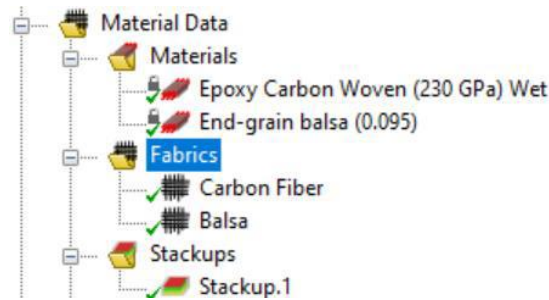 Material Data
Materials
Epoxy Carbon Woven (230 GPa) Wet
End-grain balsa (0.095)
Fabrics
Carbon Fiber
Balsa
Stackups
Stackup.1